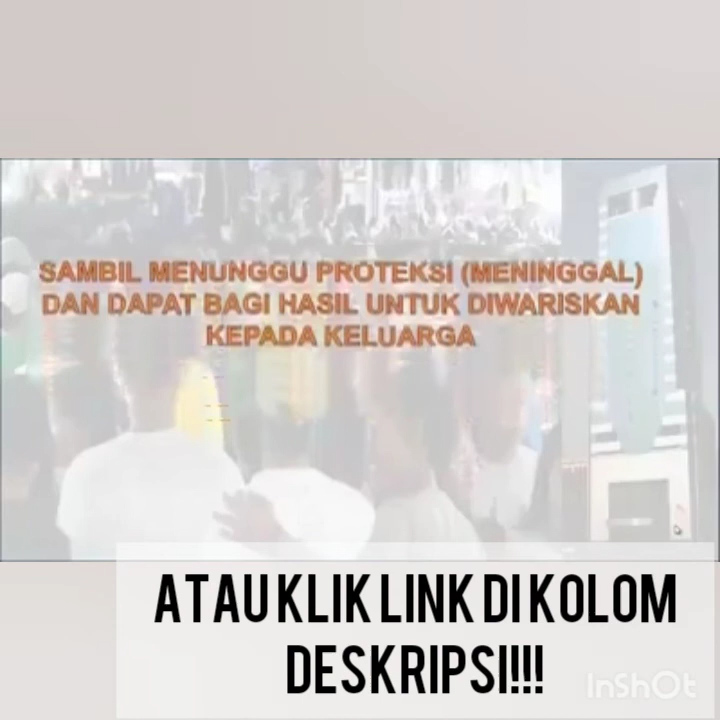 SAMBIL MENUNGGU PROTEKSI (MENINGGAL)
DAN DAPAT BAGI HASIL UNTUK DIWARISKAN
KEPADA KELUARGA
ATAU KLIK LINK DI KOLOM
DESKRIPSI!!!
InShOt